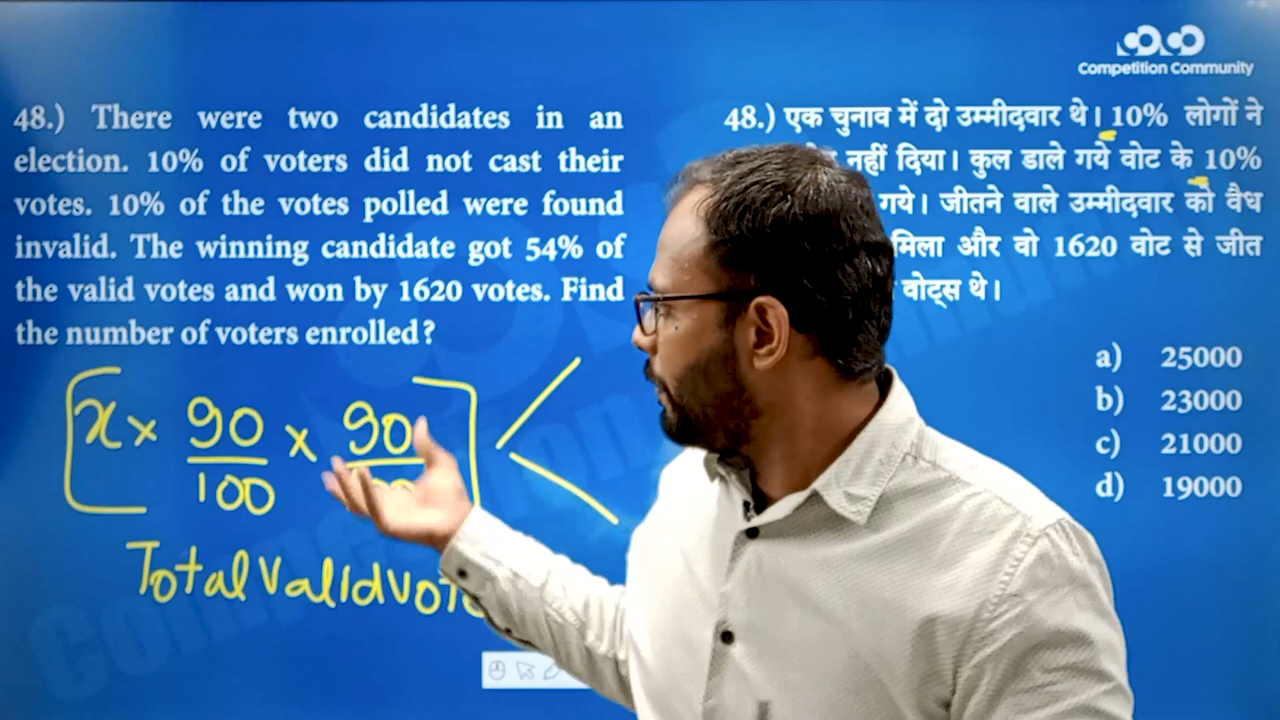 Competition Community
48.) There were two candidates in an
election. 10% of voters did not cast their
votes. 10% of the votes polled were found
invalid. The winning candidate got 54% of
the valid votes and won by 1620 votes. Find
the number of voters enrolled?
48.) एक चुनाव में दो उम्मीदवार थे। 10% लोगों ने
नहीं दिया। कुल डाले गये वोट के 10%
गये। जीतने वाले उम्मीदवार को वैध
मिला और वो 1620 वोट से जीत
वोट्स थे।
a) 25000
b) 23000
c) 21000
d) 19000
[x × 90/100 × 90
Total valid